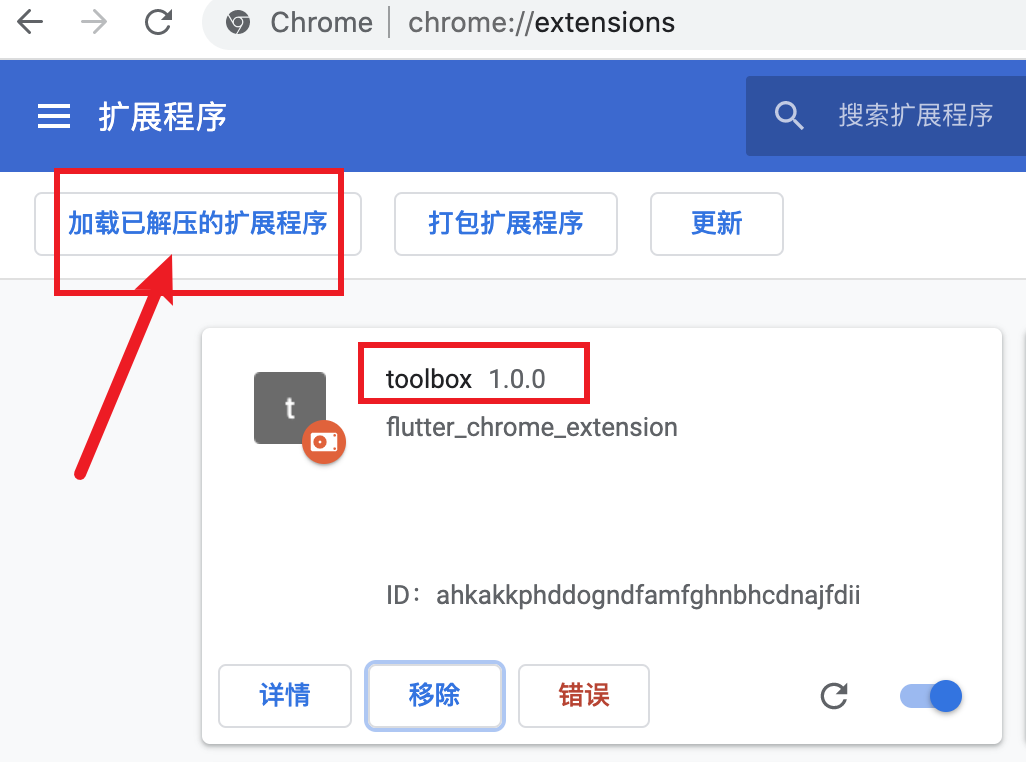 Chrome | chrome://extensions
扩展程序 搜索扩展程序
加载已解压的扩展程序 打包扩展程序 更新
t
toolbox 1.0.0
flutter_chrome_extension
ID：ahkakkphddogndfamfghnbhcdnajfdii
详情 移除 错误